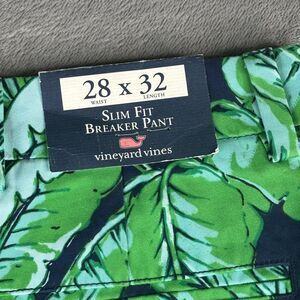 28 x 32
WAIST LENGTH
SLIM FIT
BREAKER PANT
vineyard vines